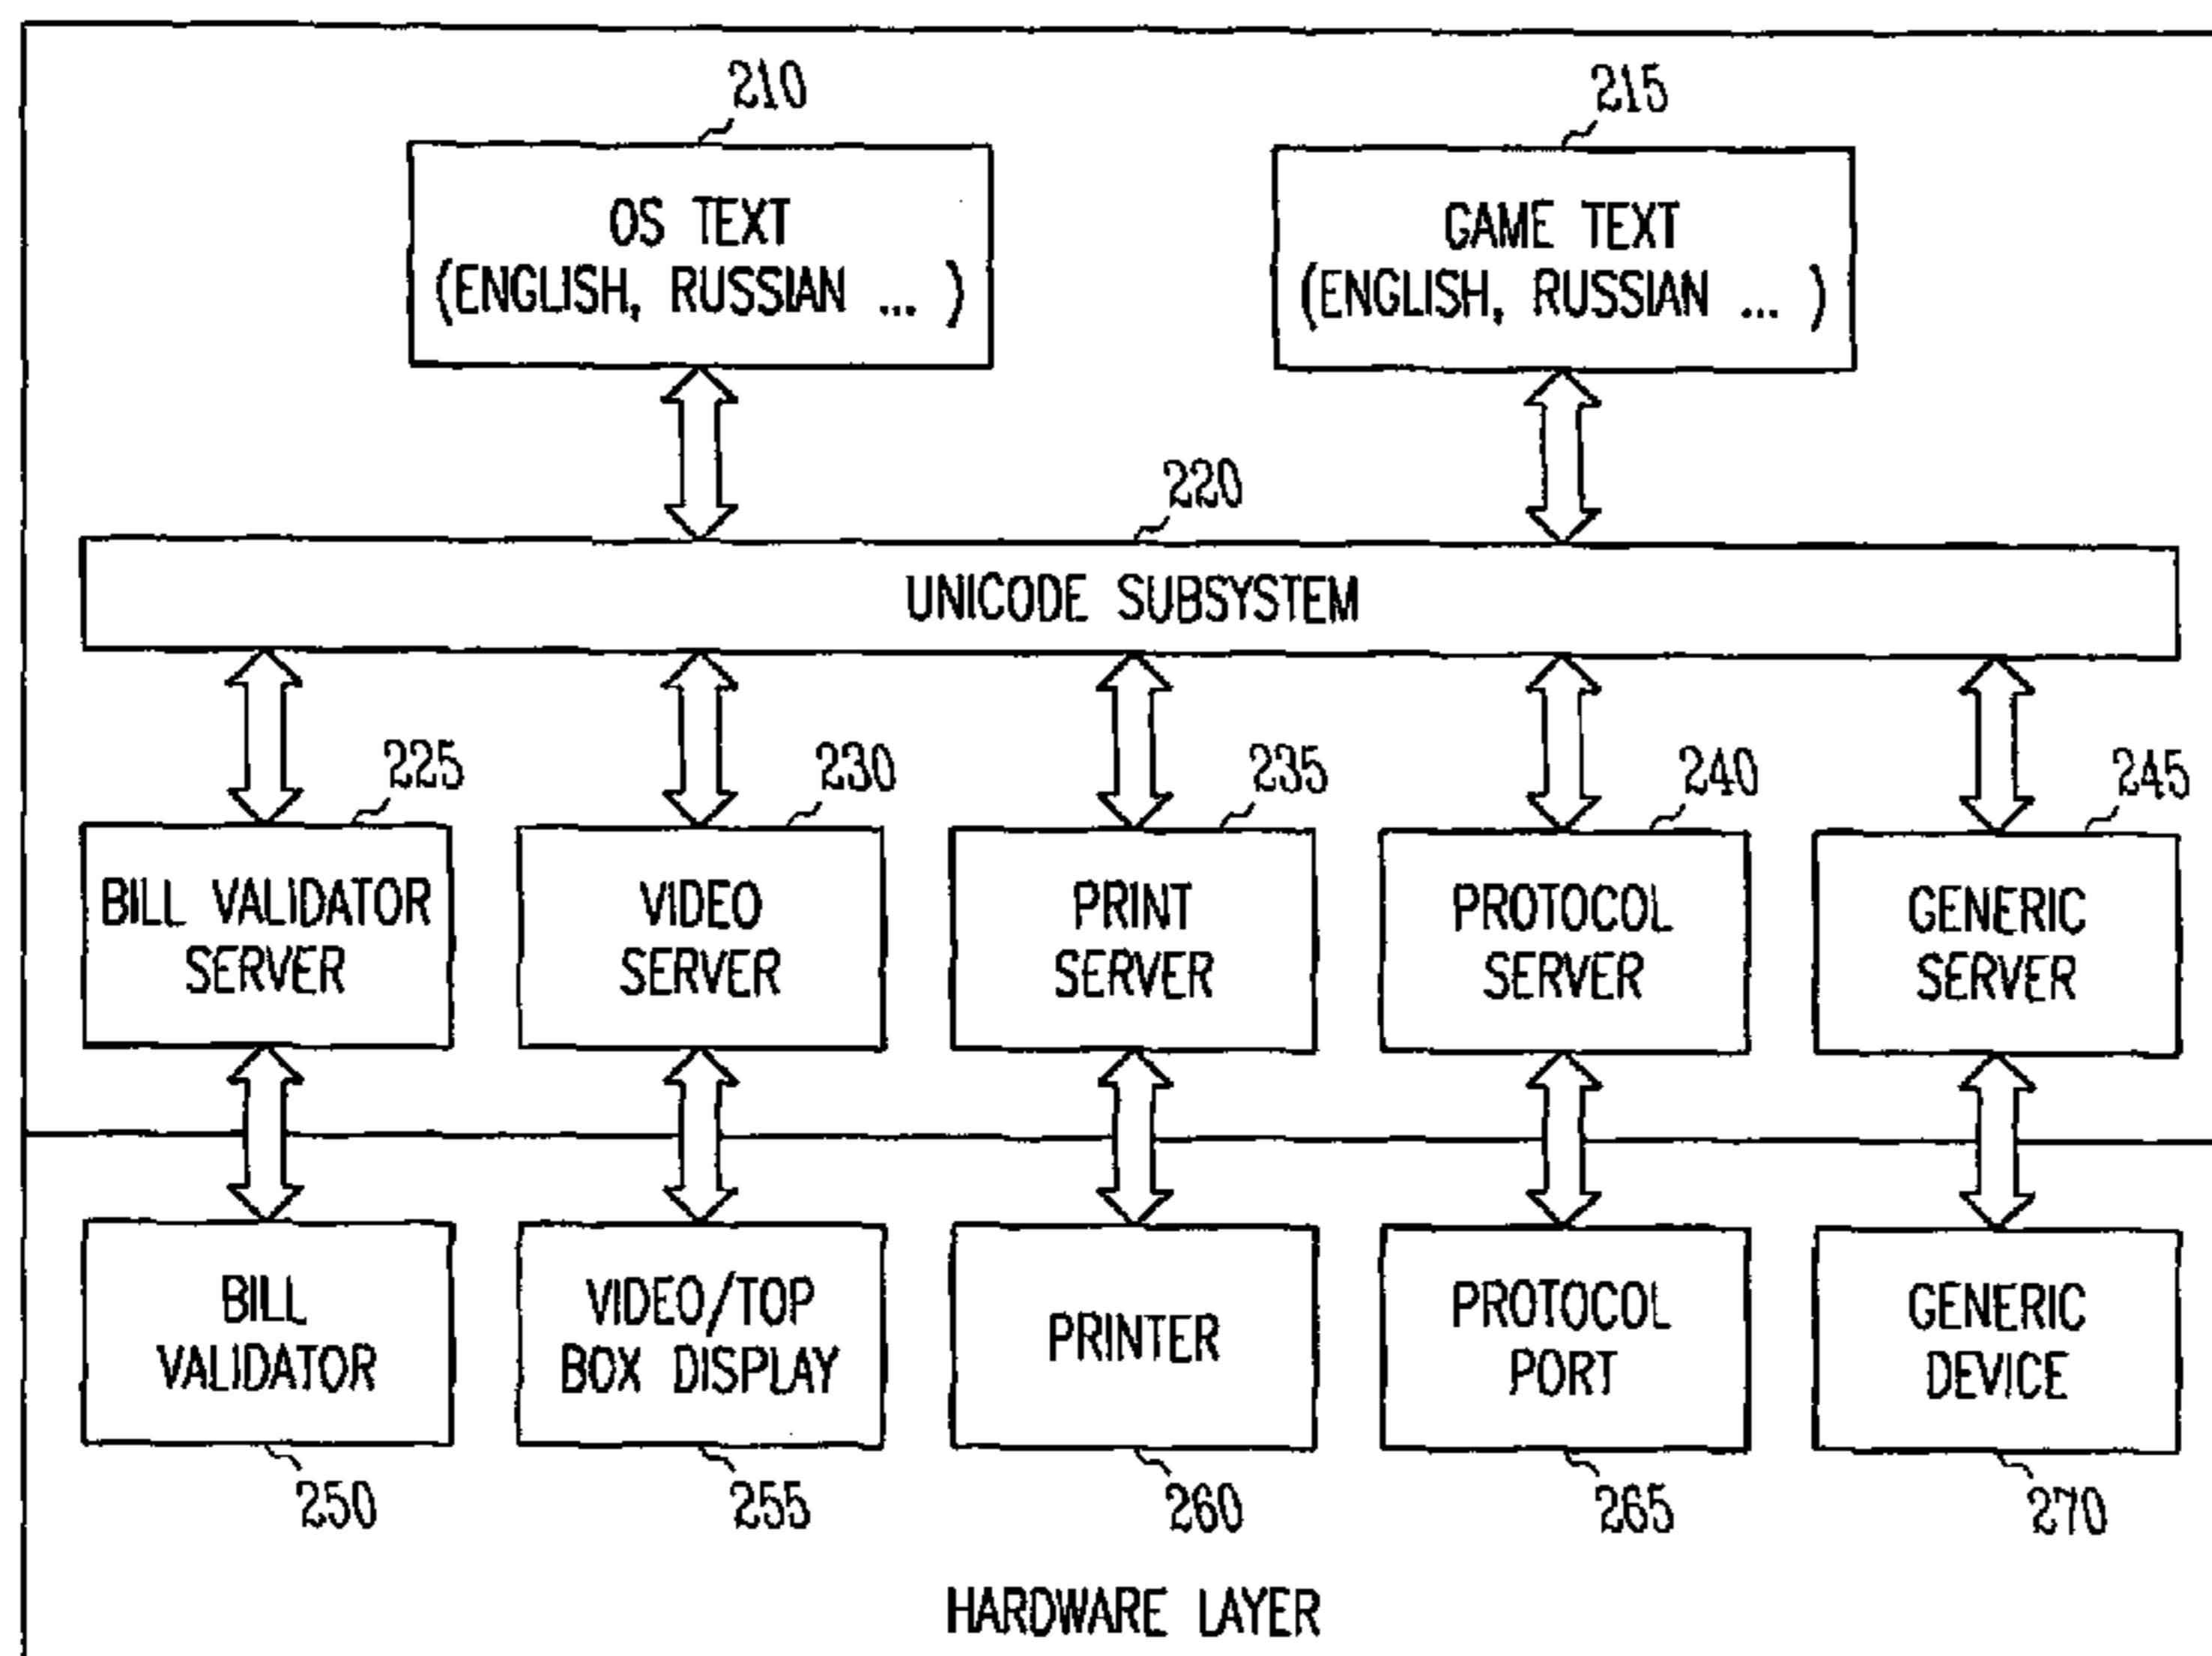 210
215
OS TEXT
(ENGLISH, RUSSIAN ... )
GAME TEXT
(ENGLISH, RUSSIAN ... )
220
UNICODE SUBSYSTEM
225
230
235
240
245
BILL VALIDATOR
SERVER
VIDEO
SERVER
PRINT
SERVER
PROTOCOL
SERVER
GENERIC
SERVER
BILL
VALIDATOR
VIDEO/TOP
BOX DISPLAY
PRINTER
PROTOCOL
PORT
GENERIC
DEVICE
250
255
260
265
270
HARDWARE LAYER